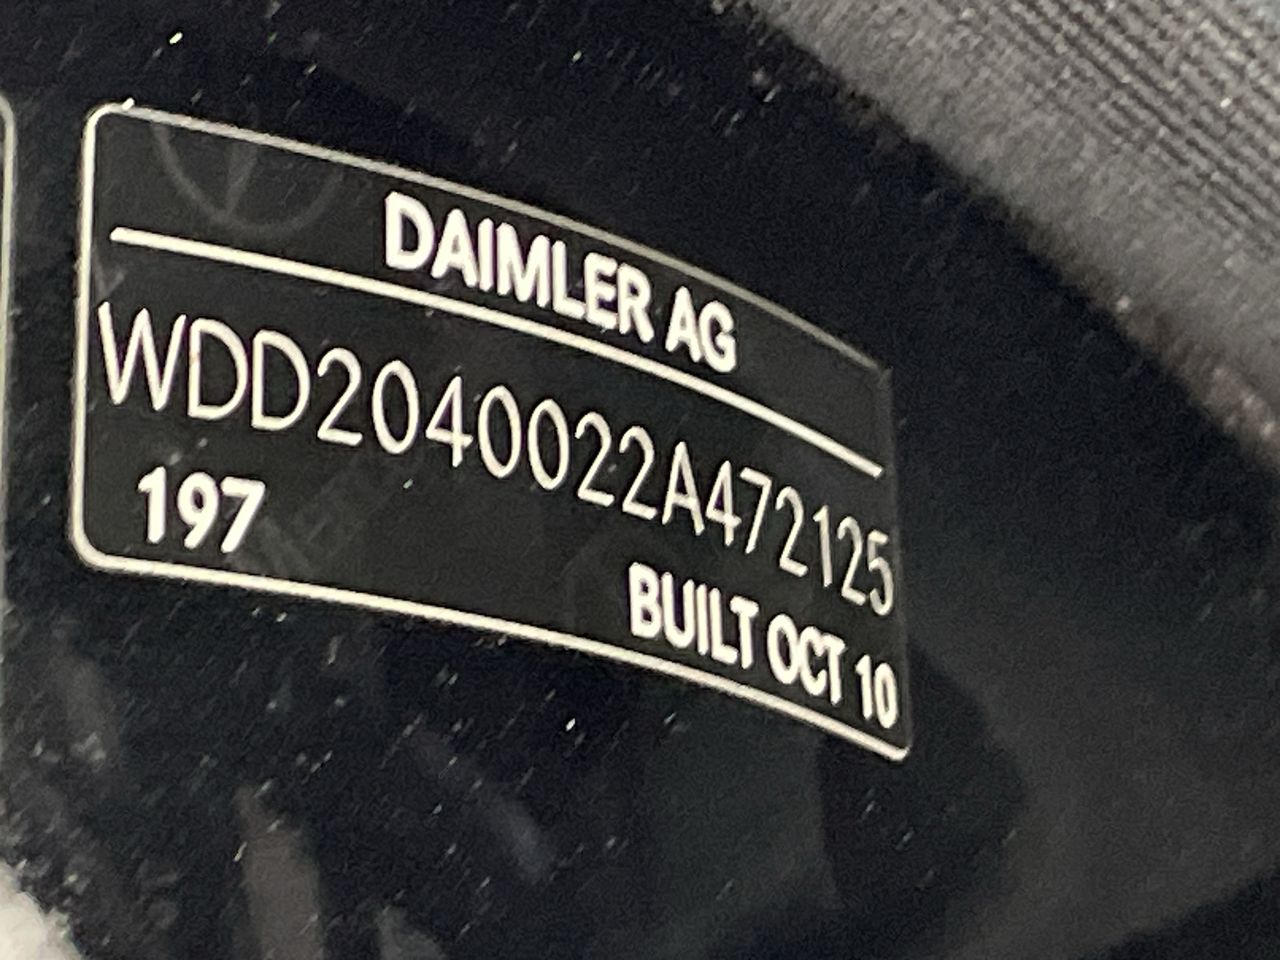 DAIMLER AG
WDD2040022A472125
197
BUILT OCT 10